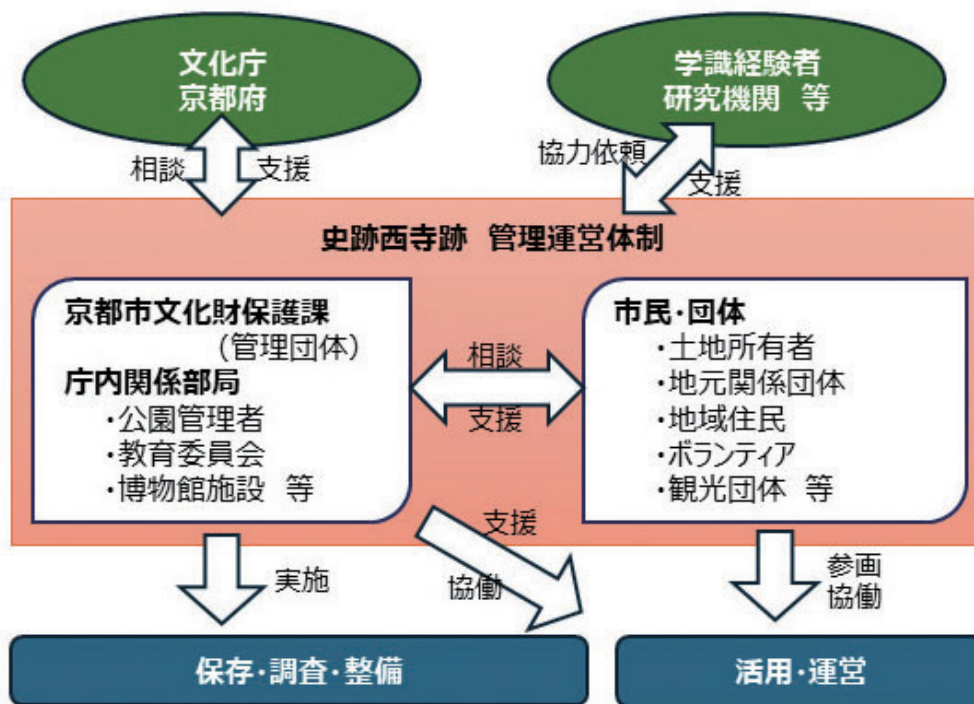 文化庁
京都府
学識経験者
研究機関 等
相談
支援
協力依頼
支援
史跡西寺跡 管理運営体制
京都市文化財保護課
(管理団体)
庁内関係部局
・公園管理者
・教育委員会
・博物館施設 等
相談
支援
市民・団体
・土地所有者
・地元関係団体
・地域住民
・ボランティア
・観光団体 等
実施
支援
協働
参画
協働
保存・調査・整備
活用・運営